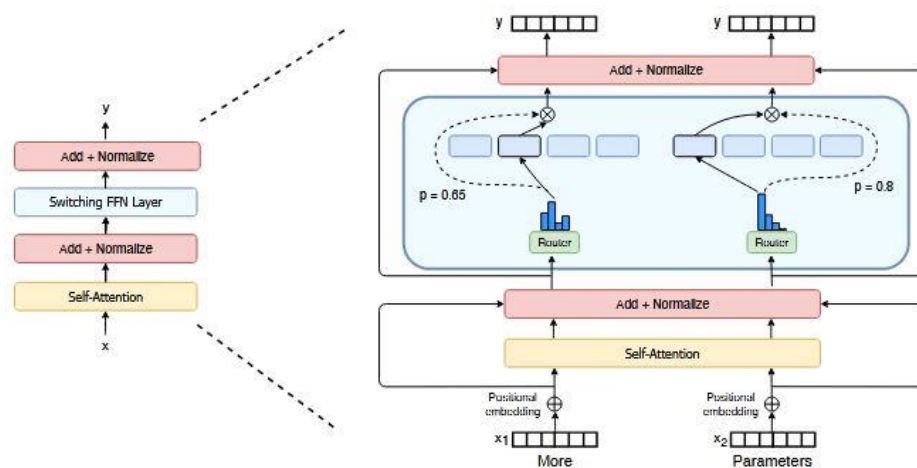 y
Add + Normalize
Switching FFN Layer
Add + Normalize
Self-Attention
x
y
y
Add + Normalize
p = 0.65
p = 0.8
Router
Router
Add + Normalize
Self-Attention
Positional
embedding
Positional
embedding
x1
x2
More
Parameters